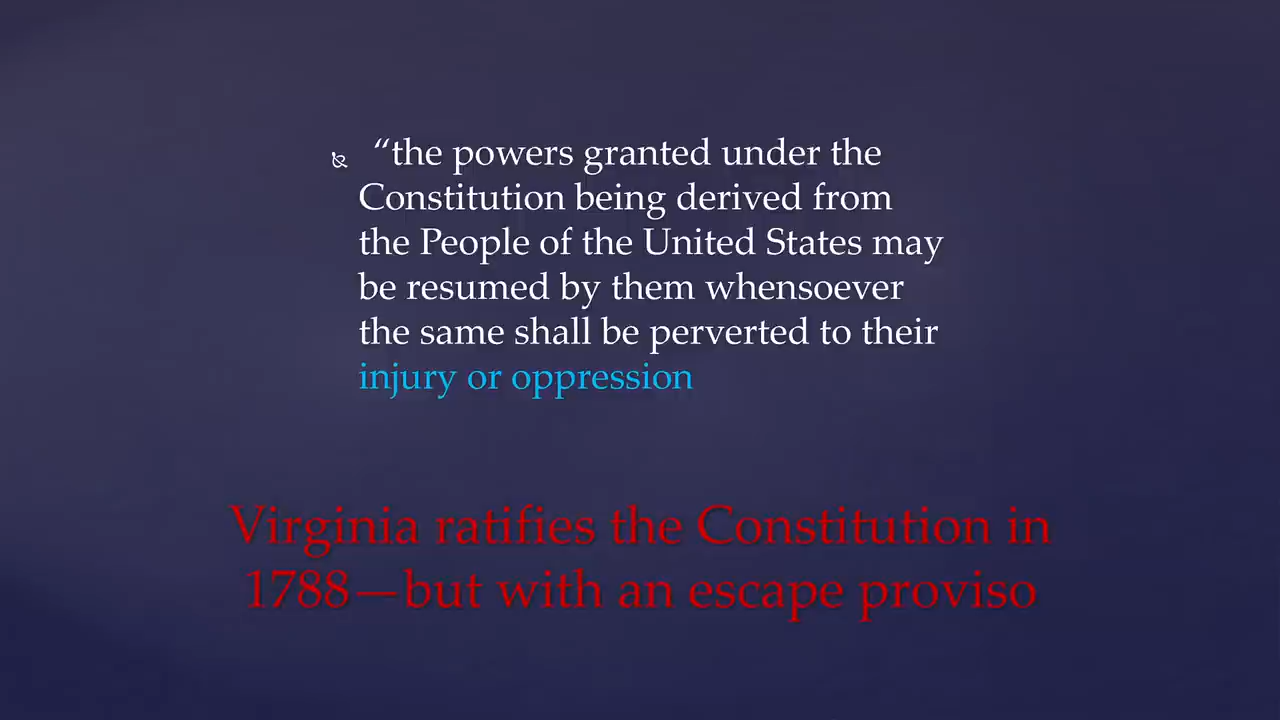 “the powers granted under the
Constitution being derived from
the People of the United States may
be resumed by them whensoever
the same shall be perverted to their
injury or oppression
Virginia ratifies the Constitution in
1788—but with an escape proviso